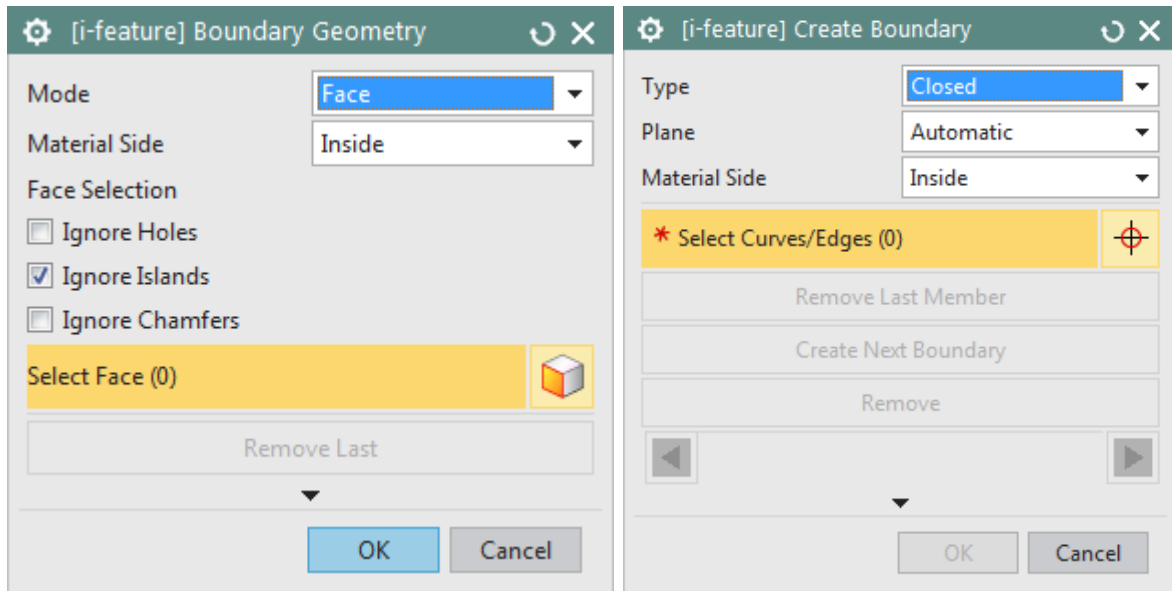 [i-feature] Boundary Geometry
Mode Face
Material Side Inside
Face Selection
Ignore Holes
Ignore Islands
Ignore Chamfers
Select Face (0)
Remove Last
OK Cancel
[i-feature] Create Boundary
Type Closed
Plane Automatic
Material Side Inside
* Select Curves/Edges (0)
Remove Last Member
Create Next Boundary
Remove
OK Cancel